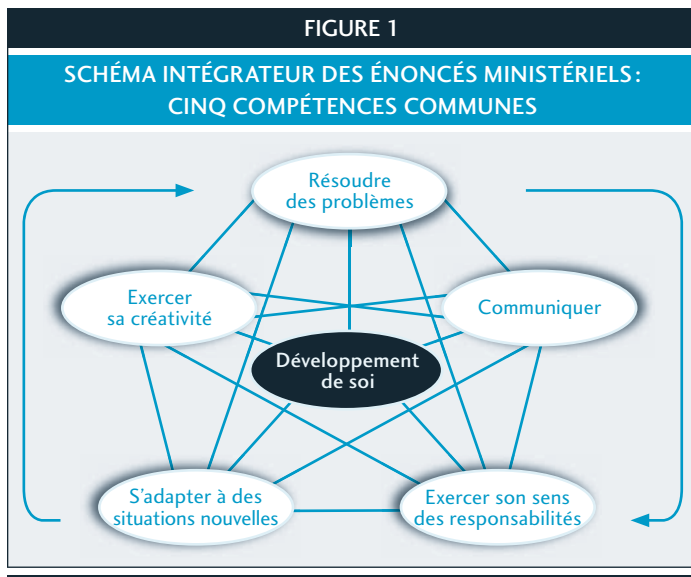 FIGURE 1
SCHÉMA INTÉGRATEUR DES ÉNONCÉS MINISTÉRIELS :
CINQ COMPÉTENCES COMMUNES
Résoudre
des problèmes
Exercer
sa créativité
Communiquer
Développement
de soi
S'adapter à des
situations nouvelles
Exercer son sens
des responsabilités